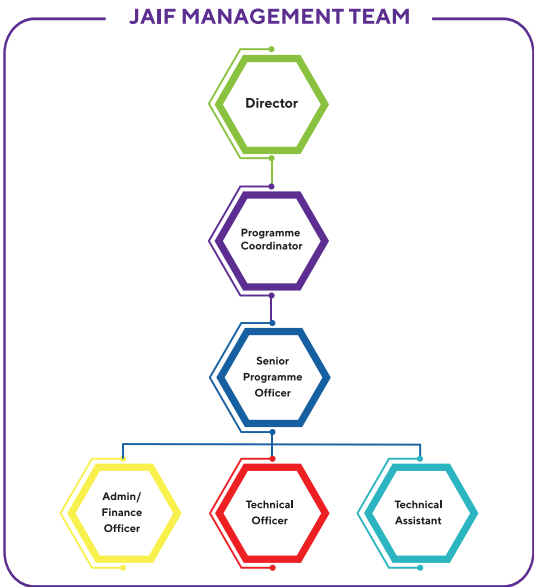 JAIF MANAGEMENT TEAM
Director
Programme
Coordinator
Senior
Programme
Officer
Admin/
Finance
Officer
Technical
Officer
Technical
Assistant